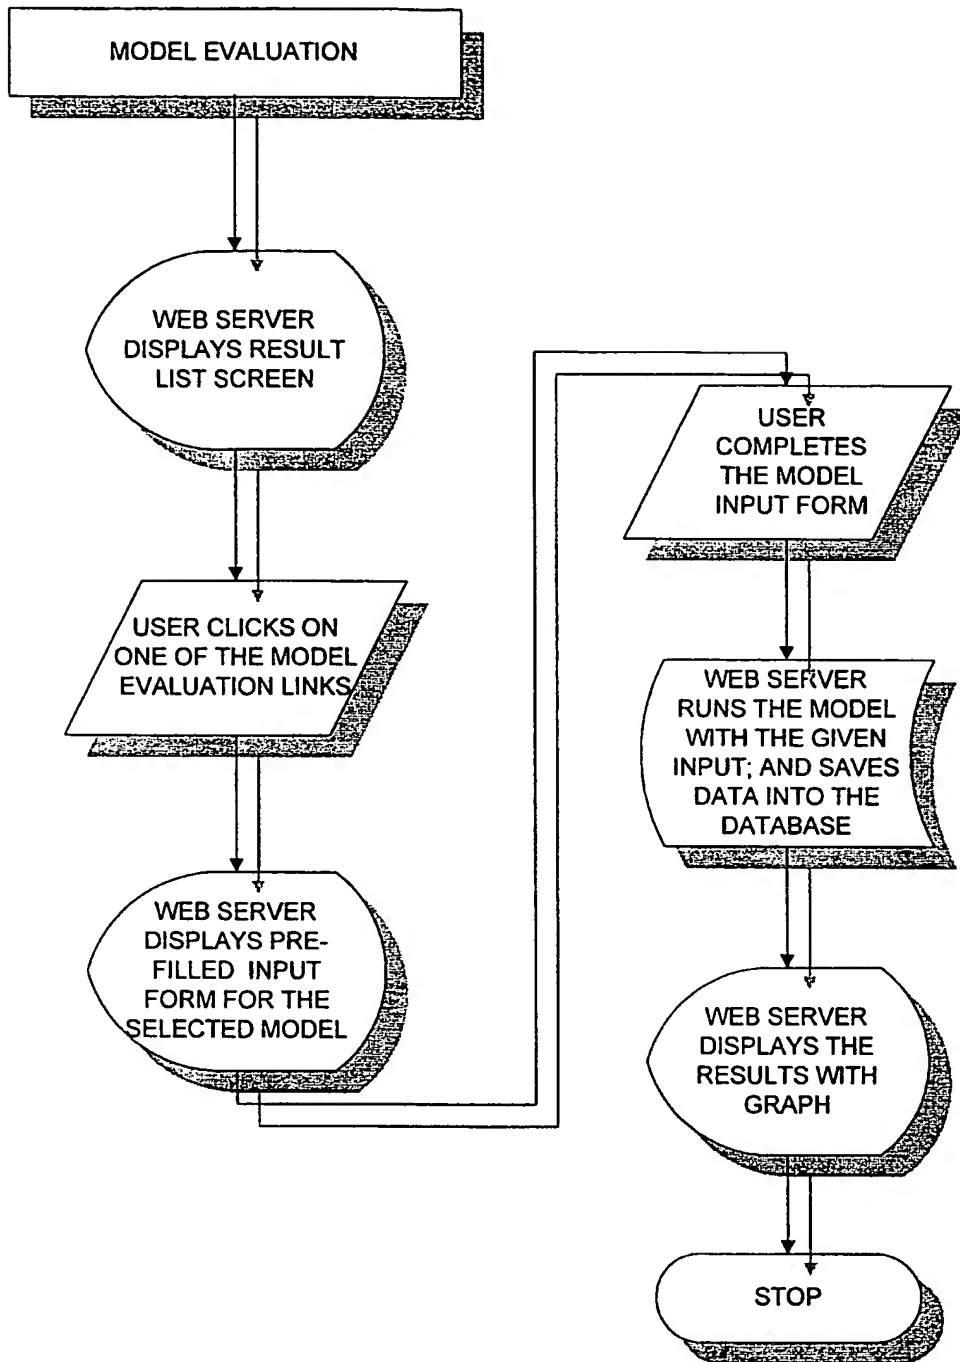 MODEL EVALUATION
WEB SERVER
DISPLAYS RESULT
LIST SCREEN
USER CLICKS ON
ONE OF THE MODEL
EVALUATION LINKS
WEB SERVER
DISPLAYS PRE-
FILLED INPUT
FORM FOR THE
SELECTED MODEL
USER
COMPLETES
THE MODEL
INPUT FORM
WEB SERVER
RUNS THE MODEL
WITH THE GIVEN
INPUT; AND SAVES
DATA INTO THE
DATABASE
WEB SERVER
DISPLAYS THE
RESULTS WITH
GRAPH
STOP